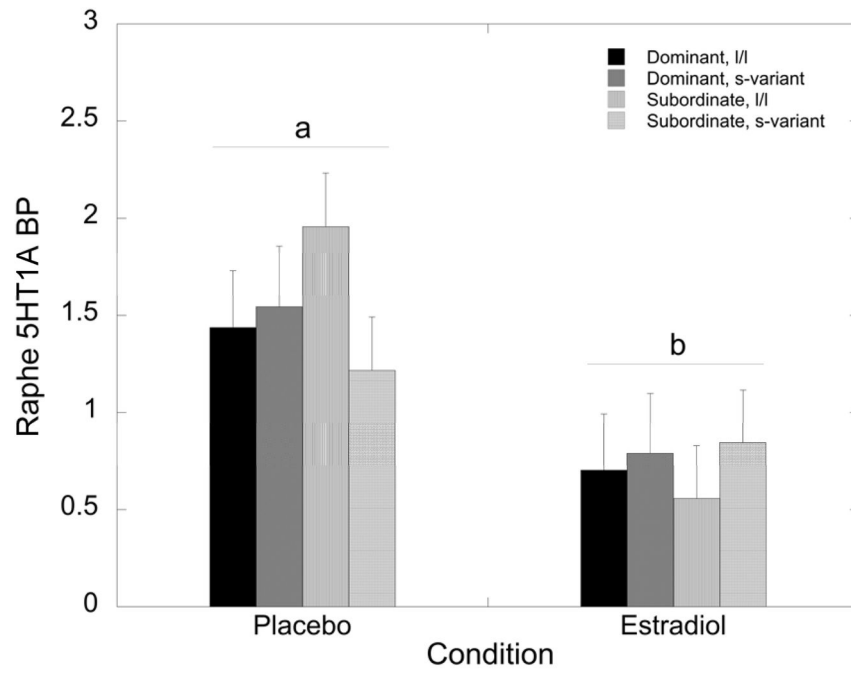 3
2.5
2
1.5
1
0.5
0
Raphe 5HT1A BP
Dominant, l/l
Dominant, s-variant
Subordinate, l/l
Subordinate, s-variant
a
b
Placebo
Estradiol
Condition